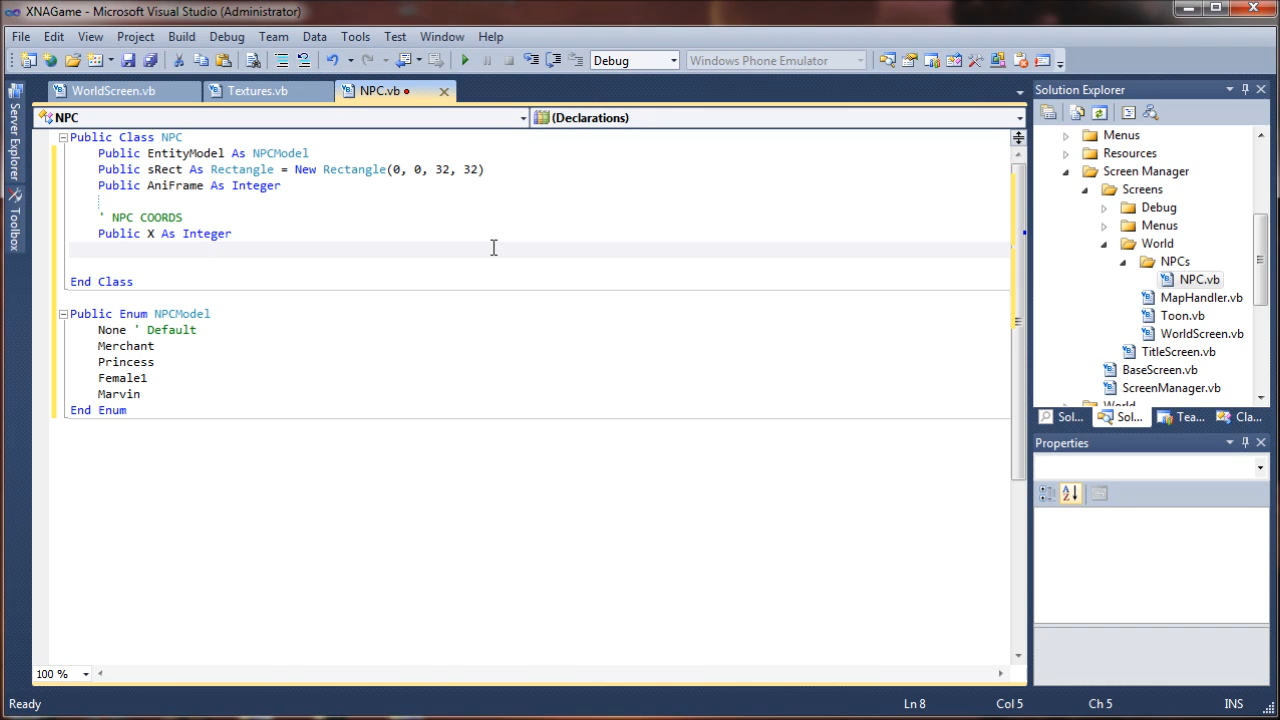 XNAGame - Microsoft Visual Studio (Administrator)
File Edit View Project Build Debug Team Data Tools Test Window Help
Debug Windows Phone Emulator
WorldScreen.vb Textures.vb NPC.vb
NPC (Declarations)
Server Explorer
Toolbox
Public Class NPC
Public EntityModel As NPCModel
Public sRect As Rectangle = New Rectangle(0, 0, 32, 32)
Public AniFrame As Integer
' NPC COORDS
Public X As Integer
End Class
Public Enum NPCModel
None ' Default
Merchant
Princess
Female1
Marvin
End Enum
100 %
Solution Explorer
Menus
Resources
Screen Manager
Screens
Debug
Menus
World
NPCs
NPC.vb
MapHandler.vb
Toon.vb
WorldScreen.vb
TitleScreen.vb
BaseScreen.vb
ScreenManager.vb
World
Sol... Sol... Tea... Cla...
Properties
Ready Ln 8 Col 5 Ch 5 INS